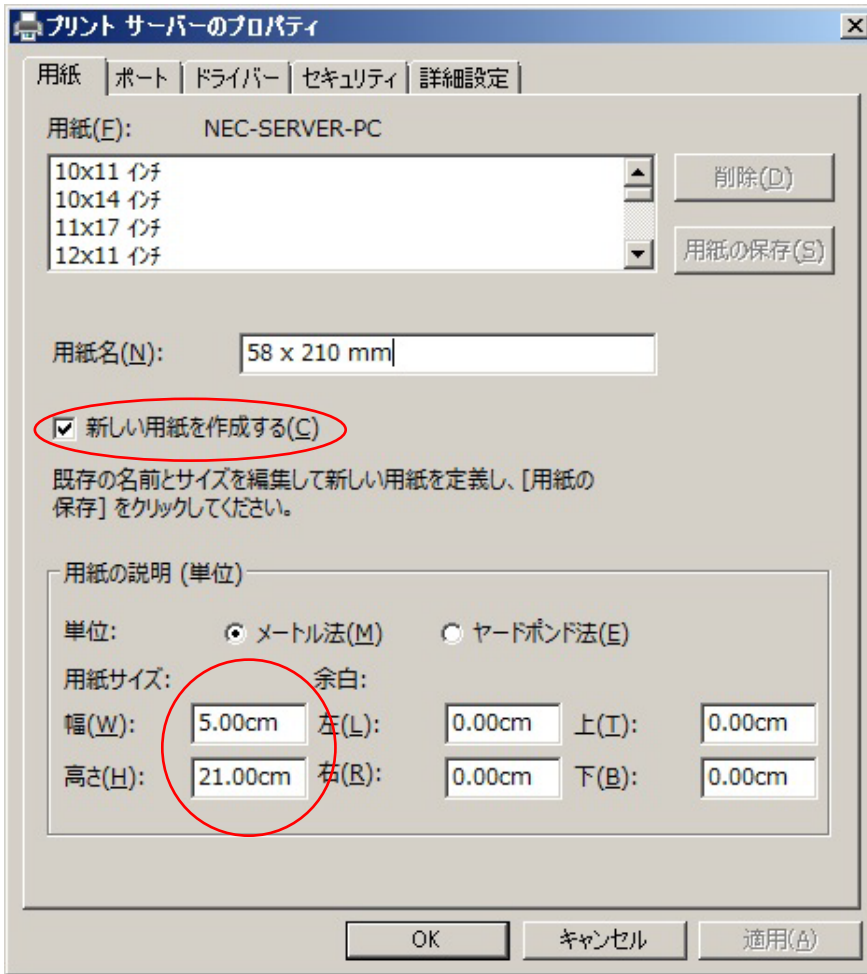 プリント サーバーのプロパティ
用紙 ポート ドライバー セキュリティ 詳細設定
用紙(F): NEC-SERVER-PC
10x11 インチ
10x14 インチ
11x17 インチ
12x11 インチ
削除(D)
用紙の保存(S)
用紙名(N): 58 x 210 mm
新しい用紙を作成する(C)
既存の名前とサイズを編集して新しい用紙を定義し、[用紙の
保存] をクリックしてください。
用紙の説明 (単位)
単位: メートル法(M) ヤードポンド法(E)
用紙サイズ: 余白:
幅(W): 5.00cm 左(L): 0.00cm 上(T): 0.00cm
高さ(H): 21.00cm 右(R): 0.00cm 下(B): 0.00cm
OK キャンセル 適用(A)